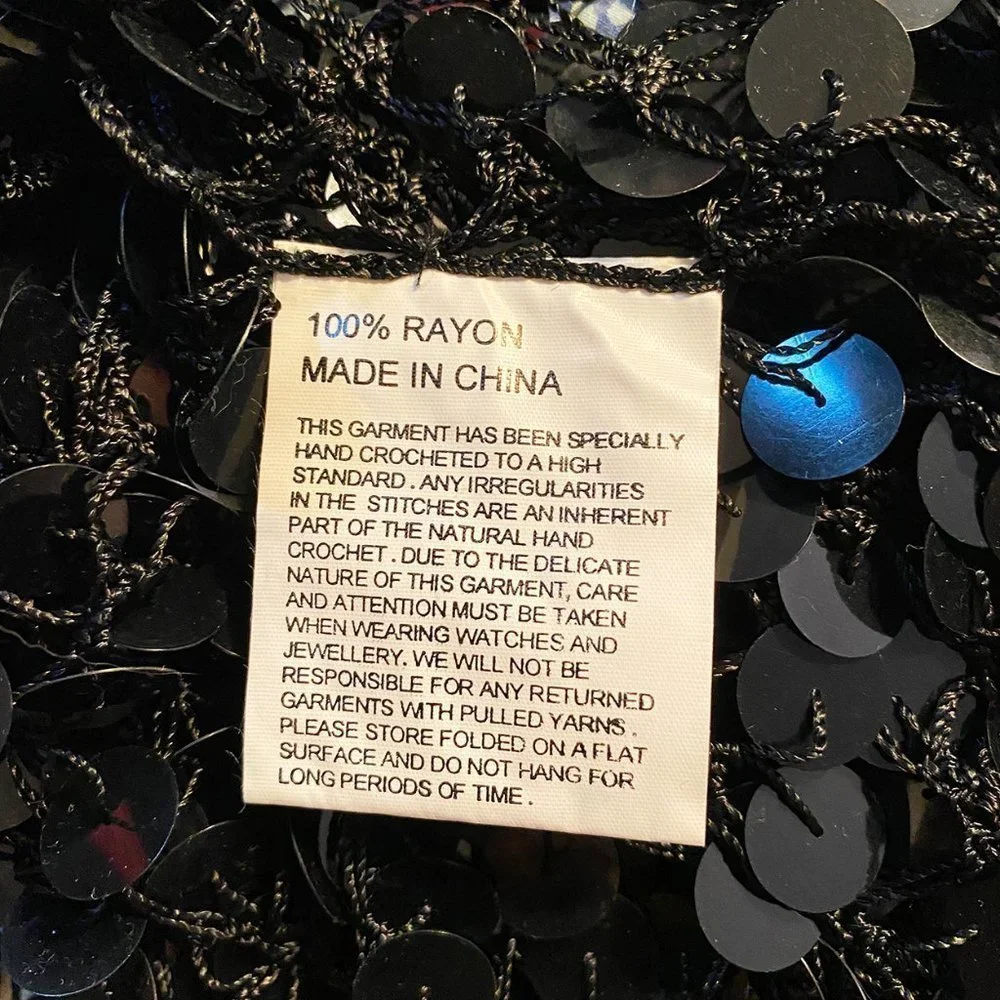 100% RAYON
MADE IN CHINA
THIS GARMENT HAS BEEN SPECIALLY
HAND CROCHETED TO A HIGH
STANDARD . ANY IRREGULARITIES
IN THE STITCHES ARE AN INHERENT
PART OF THE NATURAL HAND
CROCHET . DUE TO THE DELICATE
NATURE OF THIS GARMENT, CARE
AND ATTENTION MUST BE TAKEN
WHEN WEARING WATCHES AND
JEWELLERY. WE WILL NOT BE
RESPONSIBLE FOR ANY RETURNED
GARMENTS WITH PULLED YARNS .
PLEASE STORE FOLDED ON A FLAT
SURFACE AND DO NOT HANG FOR
LONG PERIODS OF TIME .